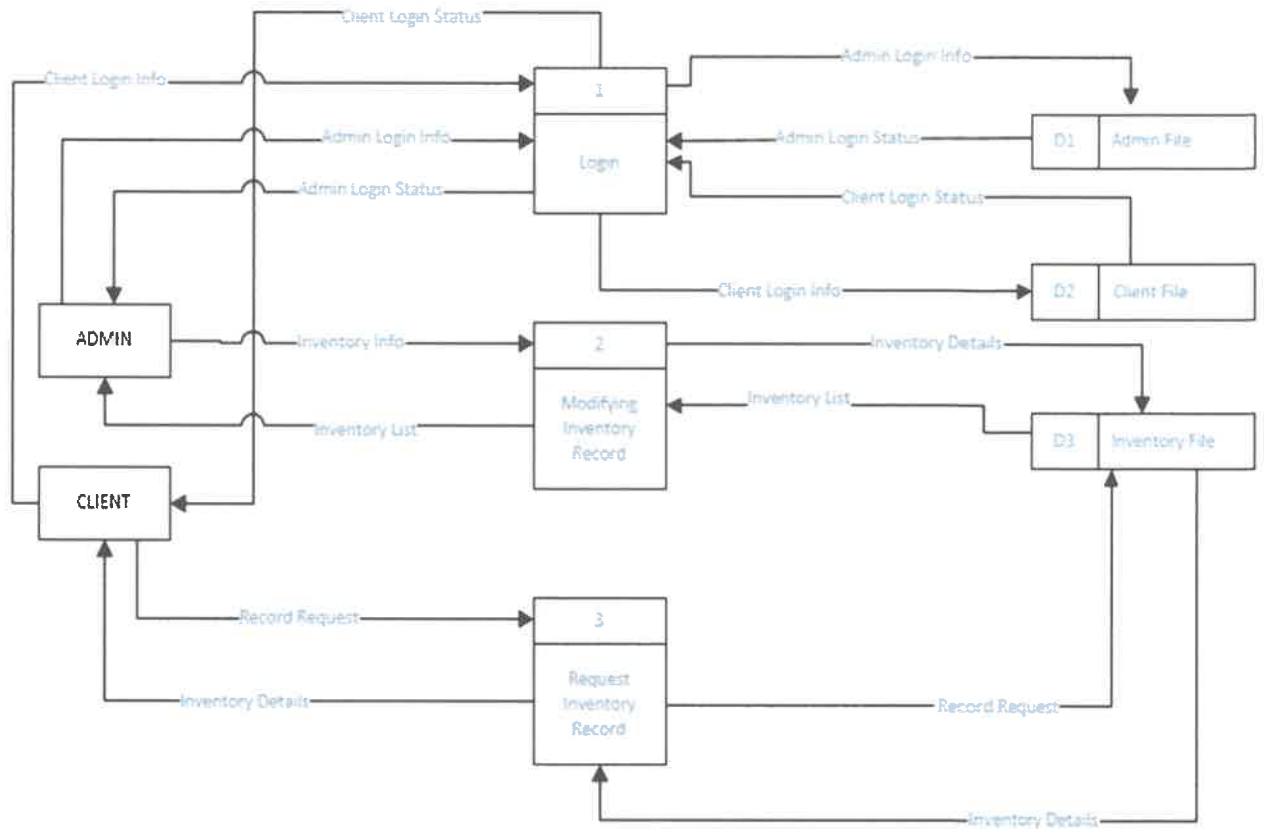 Client Login Status
Admin Login Info
Client Login Info
1
Admin Login Info
Admin Login Status
D1 Admin File
Login
Admin Login Status
Client Login Status
Client Login Info
D2 Client File
ADMIN
Inventory Info
2
Inventory Details
Modifying
Inventory
Record
Inventory List
Inventory List
D3 Inventory File
CLIENT
Record Request
3
Request
Inventory
Record
Inventory Details
Record Request
Inventory Details